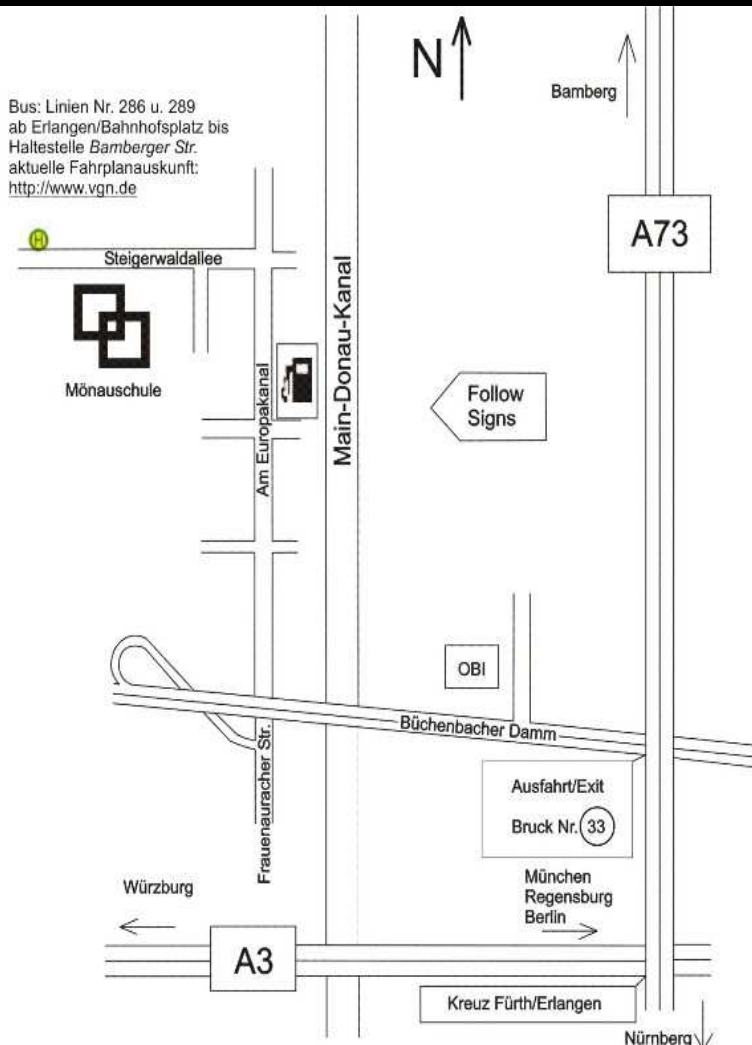 N
Bamberg
Bus: Linien Nr. 286 u. 289
ab Erlangen/Bahnhofsplatz bis
Haltestelle Bamberger Str.
aktuelle Fahrplanauskunft:
http://www.vgn.de
A73
H
Steigerwaldallee
Mönauschule
Am Europakanal
Main-Donau-Kanal
Follow
Signs
OBI
Büchenbacher Damm
Frauenauracher Str.
Ausfahrt/Exit
Bruck Nr. 33
Würzburg
München
Regensburg
Berlin
A3
Kreuz Fürth/Erlangen
Nürnberg